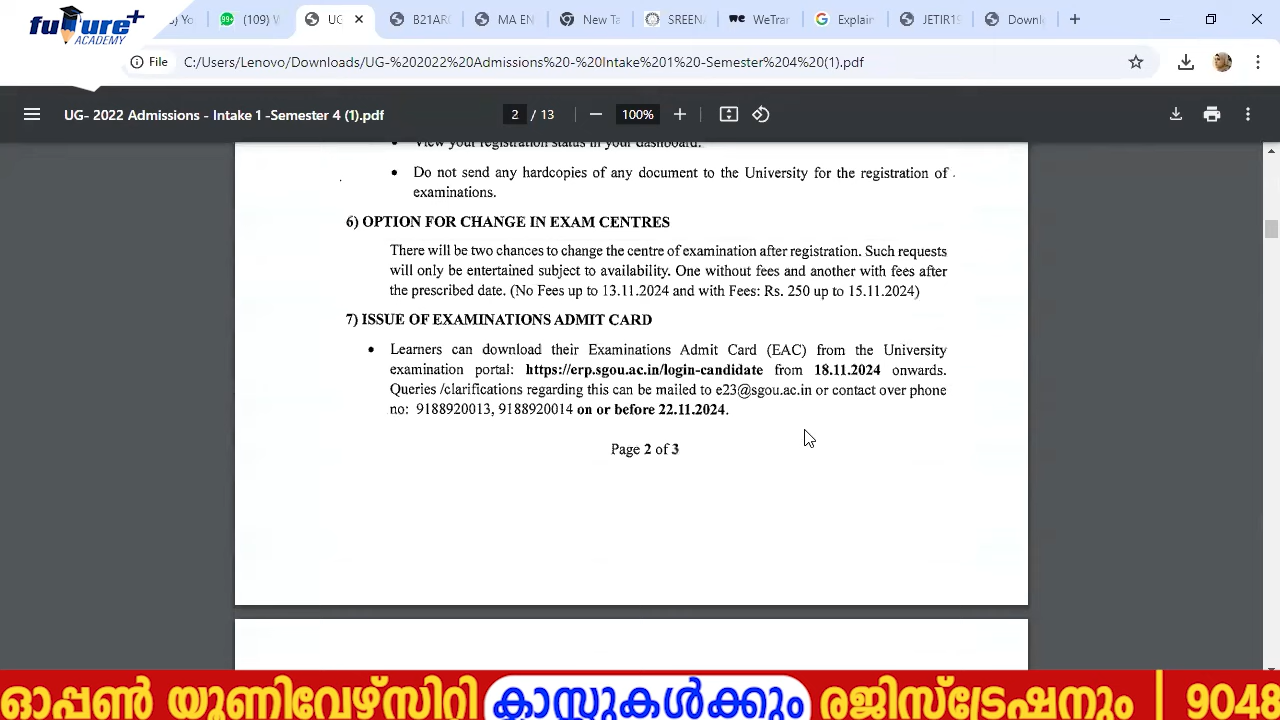 future+
ACADEMY
Yo
(109) W
UG
B21AR
MA EN
New Ta
SREEN
Explain
JETIR19
Downl
File
C:/Users/Lenovo/Downloads/UG-%202022%20Admissions%20-%20Intake%201%20-Semester%204%20(1).pdf
UG- 2022 Admissions - Intake 1 -Semester 4 (1).pdf
2 / 13
100%
• View your registration status in your dashboard.
• Do not send any hardcopies of any document to the University for the registration of
examinations.
6) OPTION FOR CHANGE IN EXAM CENTRES
There will be two chances to change the centre of examination after registration. Such requests
will only be entertained subject to availability. One without fees and another with fees after
the prescribed date. (No Fees up to 13.11.2024 and with Fees: Rs. 250 up to 15.11.2024)
7) ISSUE OF EXAMINATIONS ADMIT CARD
• Learners can download their Examinations Admit Card (EAC) from the University
examination portal: https://erp.sgou.ac.in/login-candidate from 18.11.2024 onwards.
Queries /clarifications regarding this can be mailed to e23@sgou.ac.in or contact over phone
no: 9188920013, 9188920014 on or before 22.11.2024.
Page 2 of 3
ഓപ്പൺ യൂണിവേഴ്സിറ്റി ക്ലാസ്സുകൾക്കും രജിസ്ട്രേഷനും | 9048